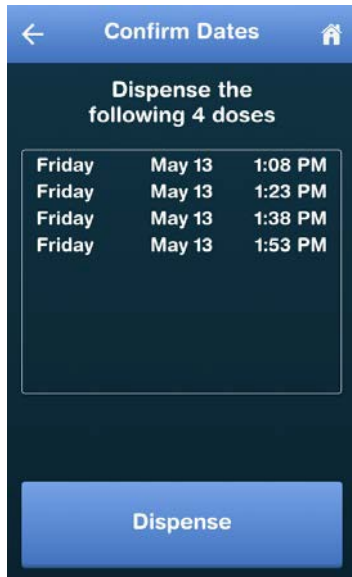 Confirm Dates
Dispense the
following 4 doses
Friday May 13 1:08 PM
Friday May 13 1:23 PM
Friday May 13 1:38 PM
Friday May 13 1:53 PM
Dispense